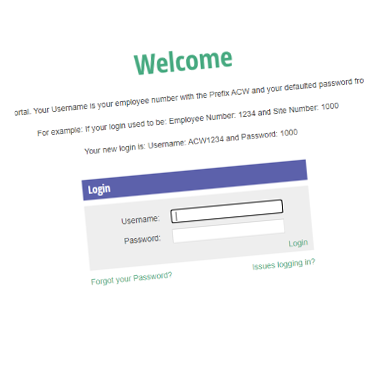 Welcome
ortal. Your Username is your employee number with the Prefix ACW and your defaulted password fro
For example: If your login used to be: Employee Number: 1234 and Site Number: 1000
Your new login is: Username: ACW1234 and Password: 1000
Login
Username:
Password:
Login
Forgot your Password?
Issues logging in?